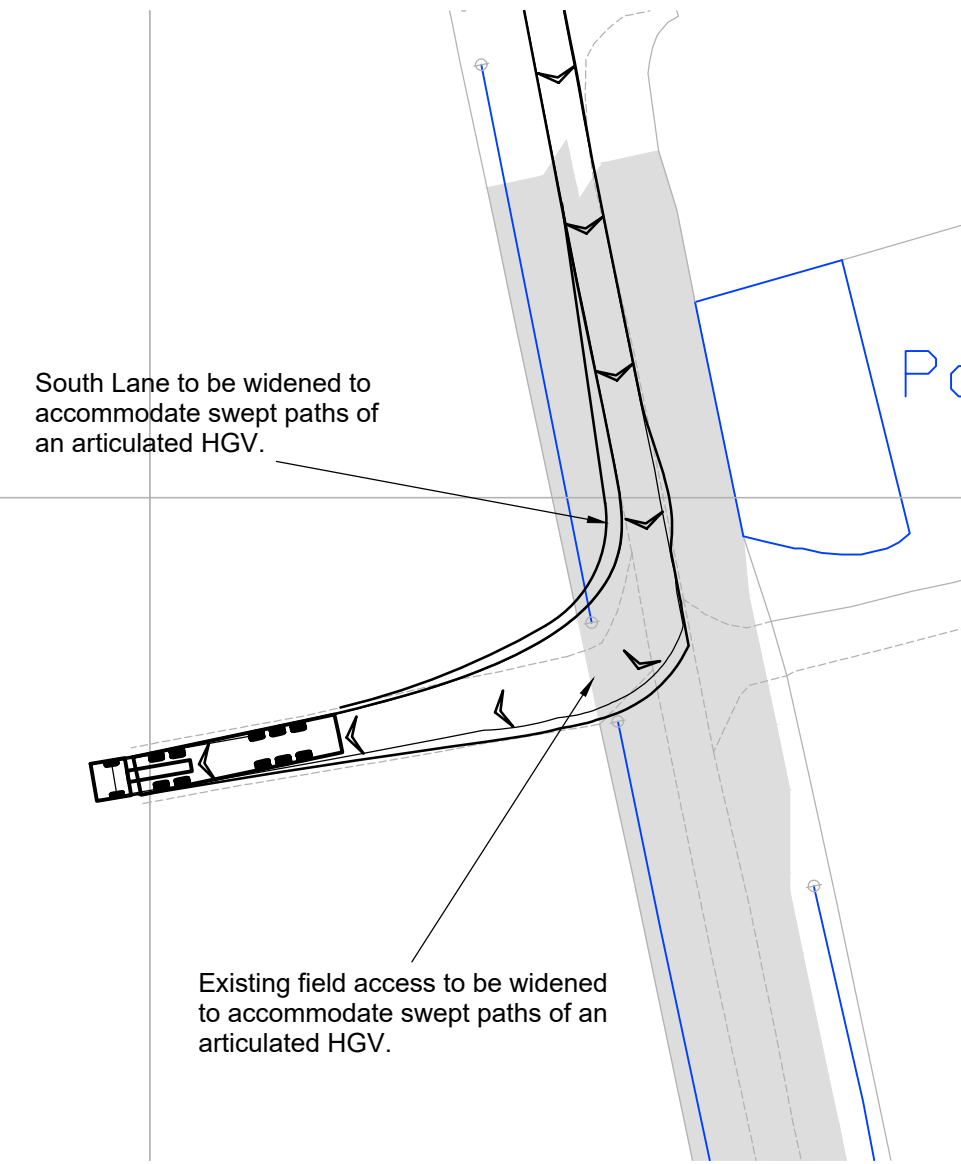 South Lane to be widened to
accommodate swept paths of
an articulated HGV.
Existing field access to be widened
to accommodate swept paths of an
articulated HGV.